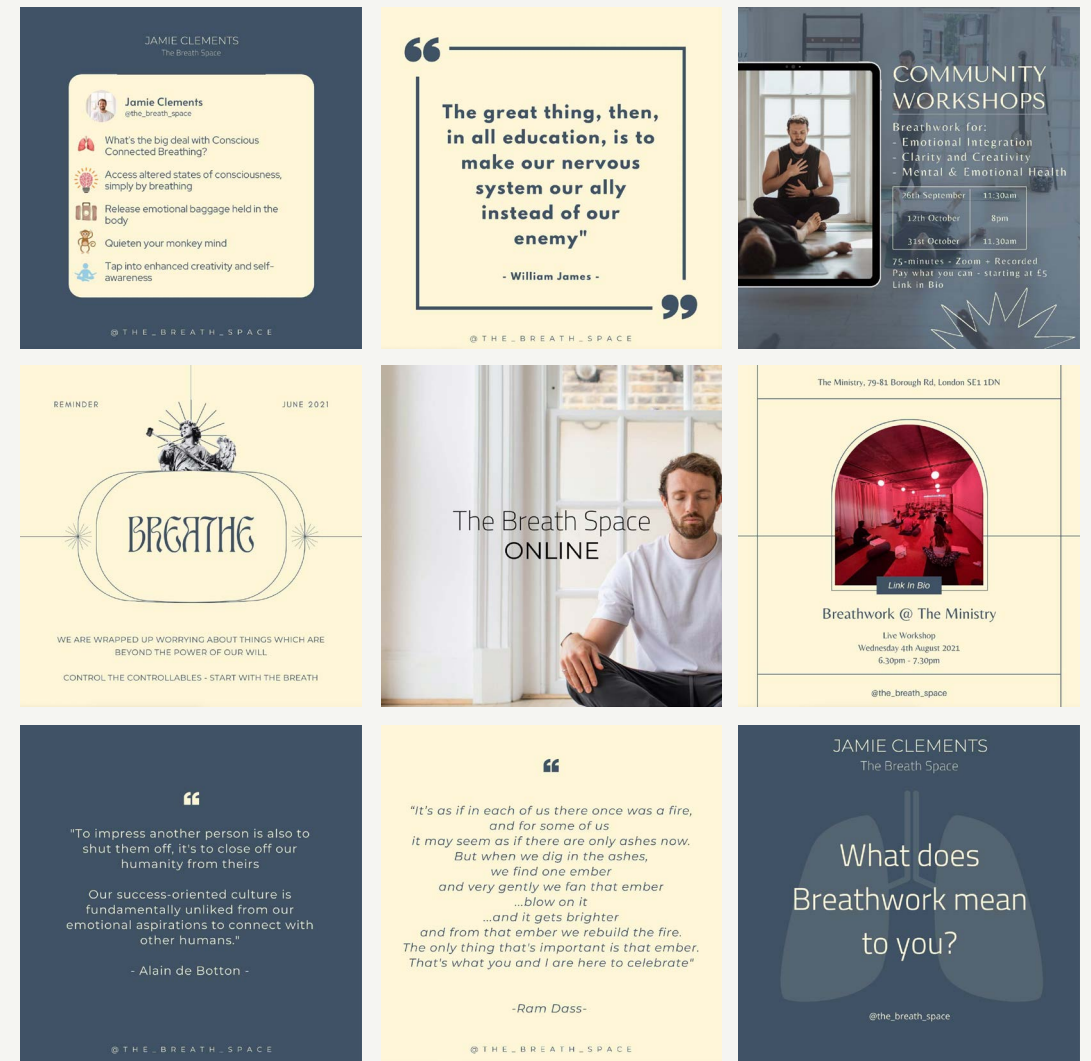 JAMIE CLEMENTS
The Breath Space
Jamie Clements
@the_breath_space
What's the big deal with Conscious
Connected Breathing?
Access altered states of consciousness,
simply by breathing
Release emotional baggage held in the
body
Quieten your monkey mind
Tap into enhanced creativity and self-
awareness
@THE_BREATH_SPACE
“
The great thing, then,
in all education, is to
make our nervous
system our ally
instead of our
enemy"
- William James -
”
@THE_BREATH_SPACE
COMMUNITY
WORKSHOPS
Breathwork for:
- Emotional Integration
- Clarity and Creativity
- Mental & Emotional Health
26th September 11:30am
12th October 8pm
31st October 11.30am
75-minutes - Zoom + Recorded
Pay what you can - starting at £5
Link in Bio
REMINDER JUNE 2021
BREATHE
WE ARE WRAPPED UP WORRYING ABOUT THINGS WHICH ARE
BEYOND THE POWER OF OUR WILL
CONTROL THE CONTROLLABLES - START WITH THE BREATH
The Breath Space
ONLINE
The Ministry, 79-81 Borough Rd, London SE1 1DN
Link In Bio
Breathwork @ The Ministry
Live Workshop
Wednesday 4th August 2021
6.30pm - 7.30pm
@the_breath_space
“
"To impress another person is also to
shut them off, it's to close off our
humanity from theirs
Our success-oriented culture is
fundamentally unliked from our
emotional aspirations to connect with
other humans."
- Alain de Botton -
@THE_BREATH_SPACE
“
“It’s as if in each of us there once was a fire,
and for some of us
it may seem as if there are only ashes now.
But when we dig in the ashes,
we find one ember
and very gently we fan that ember
...blow on it
...and it gets brighter
and from that ember we rebuild the fire.
The only thing that's important is that ember.
That's what you and I are here to celebrate"
-Ram Dass-
@THE_BREATH_SPACE
JAMIE CLEMENTS
The Breath Space
What does
Breathwork mean
to you?
@the_breath_space